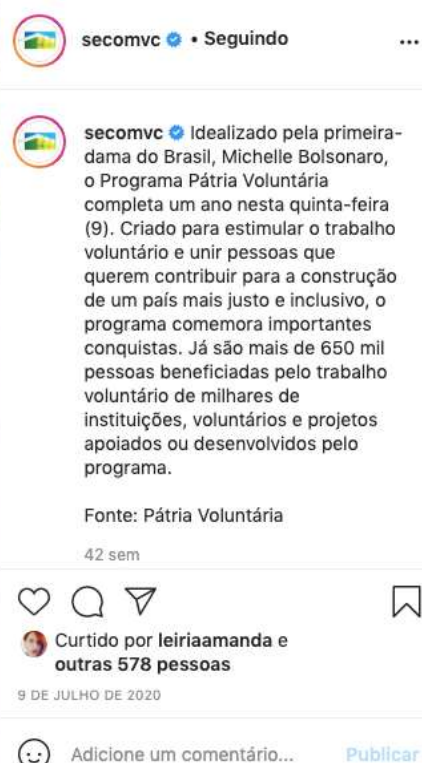 secomvc • Seguindo
secomvc Idealizado pela primeira-
dama do Brasil, Michelle Bolsonaro,
o Programa Pátria Voluntária
completa um ano nesta quinta-feira
(9). Criado para estimular o trabalho
voluntário e unir pessoas que
querem contribuir para a construção
de um país mais justo e inclusivo, o
programa comemora importantes
conquistas. Já são mais de 650 mil
pessoas beneficiadas pelo trabalho
voluntário de milhares de
instituições, voluntários e projetos
apoiados ou desenvolvidos pelo
programa.
Fonte: Pátria Voluntária
42 sem
Curtido por leiriaamanda e
outras 578 pessoas
9 DE JULHO DE 2020
Adicione um comentário... Publicar